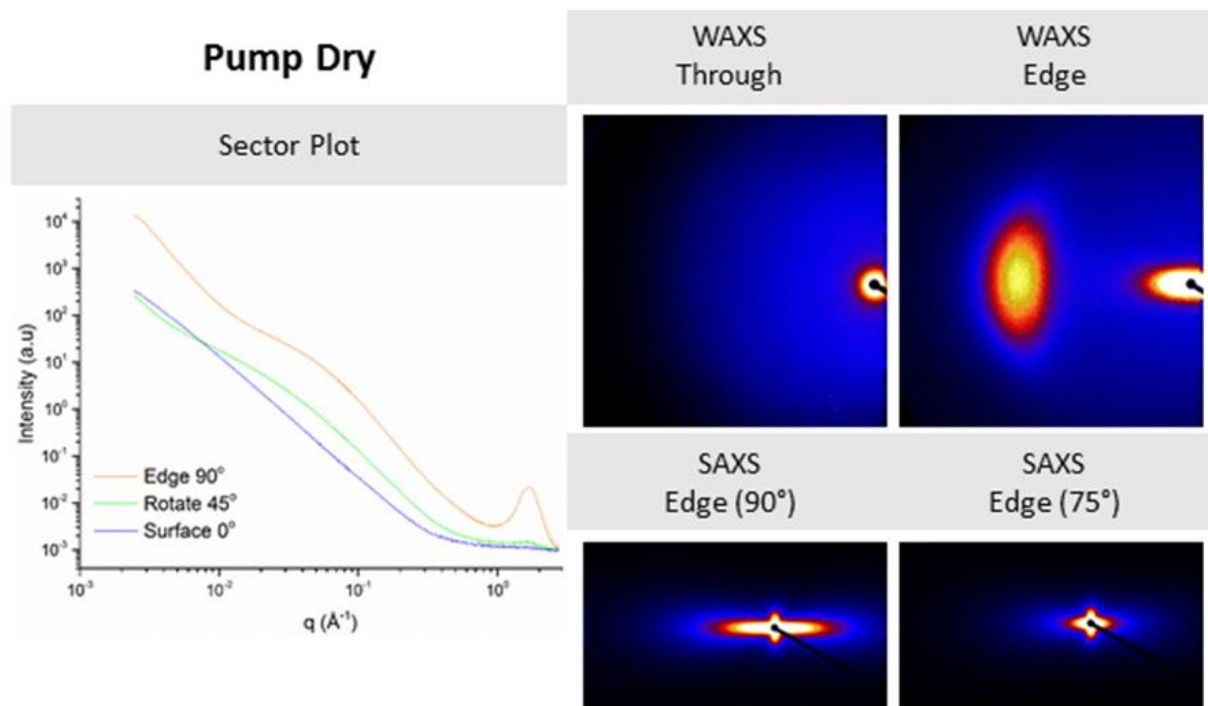 Pump Dry
Sector Plot
10⁴
10³
10²
10¹
10⁰
10⁻¹
10⁻²
10⁻³
Intensity (a.u)
Edge 90°
Rotate 45°
Surface 0°
10⁻³
10⁻²
10⁻¹
10⁰
q (Å⁻¹)
WAXS
Through
WAXS
Edge
SAXS
Edge (90°)
SAXS
Edge (75°)